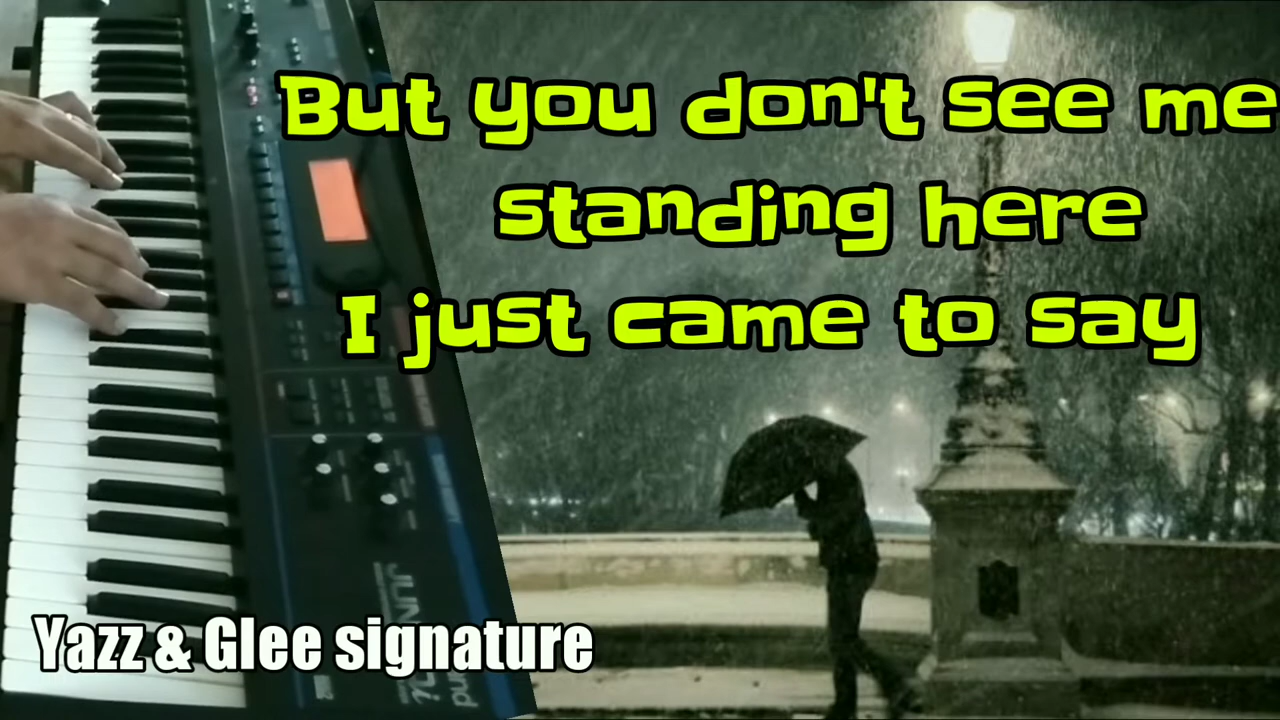 But you don't see me
standing here
I just came to say
Yazz & Glee signature